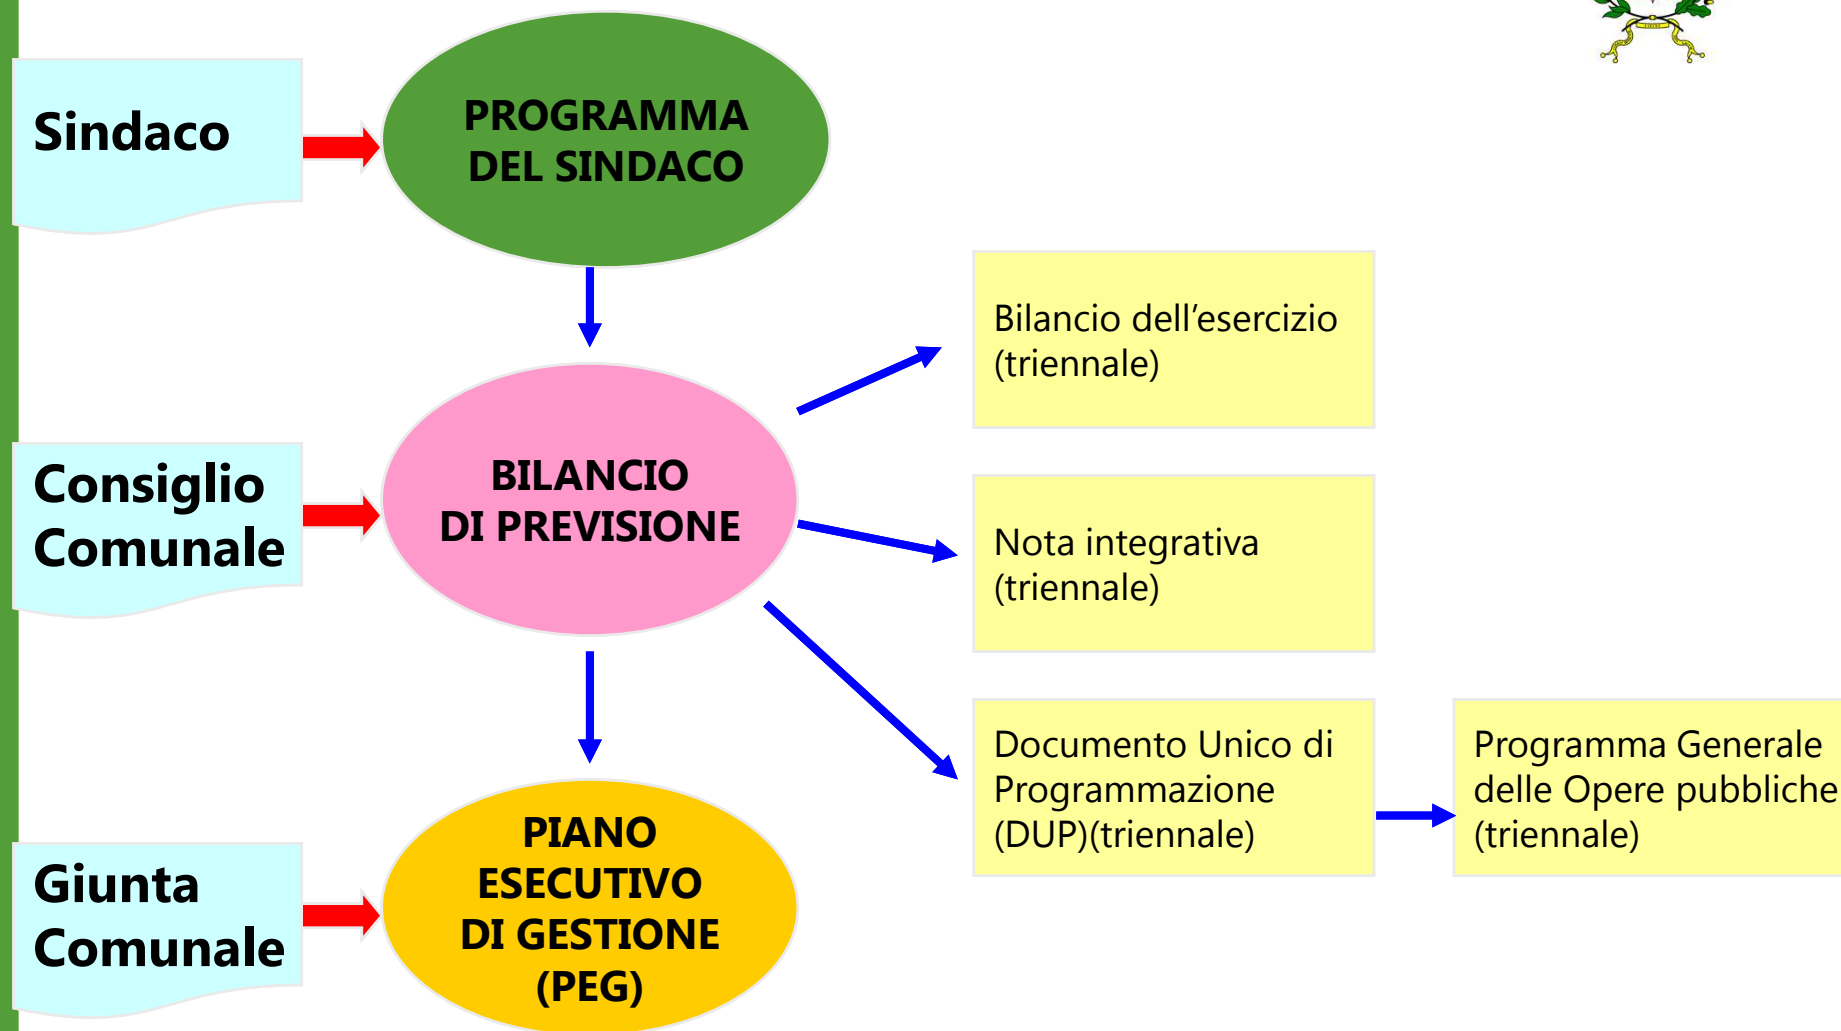 Sindaco
PROGRAMMA
DEL SINDACO
Bilancio dell’esercizio
(triennale)
Consiglio
Comunale
BILANCIO
DI PREVISIONE
Nota integrativa
(triennale)
Documento Unico di
Programmazione
(DUP)(triennale)
Programma Generale
delle Opere pubbliche
(triennale)
Giunta
Comunale
PIANO
ESECUTIVO
DI GESTIONE
(PEG)